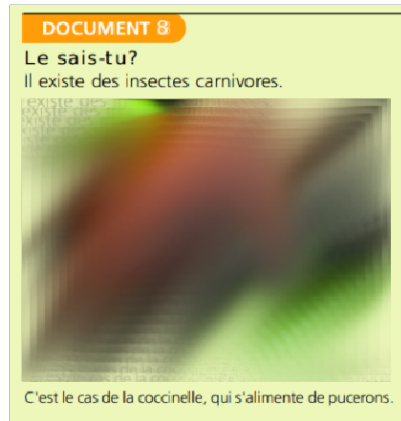 DOCUMENT 8
Le sais-tu?
Il existe des insectes carnivores.
C'est le cas de la coccinelle, qui s'alimente de pucerons.